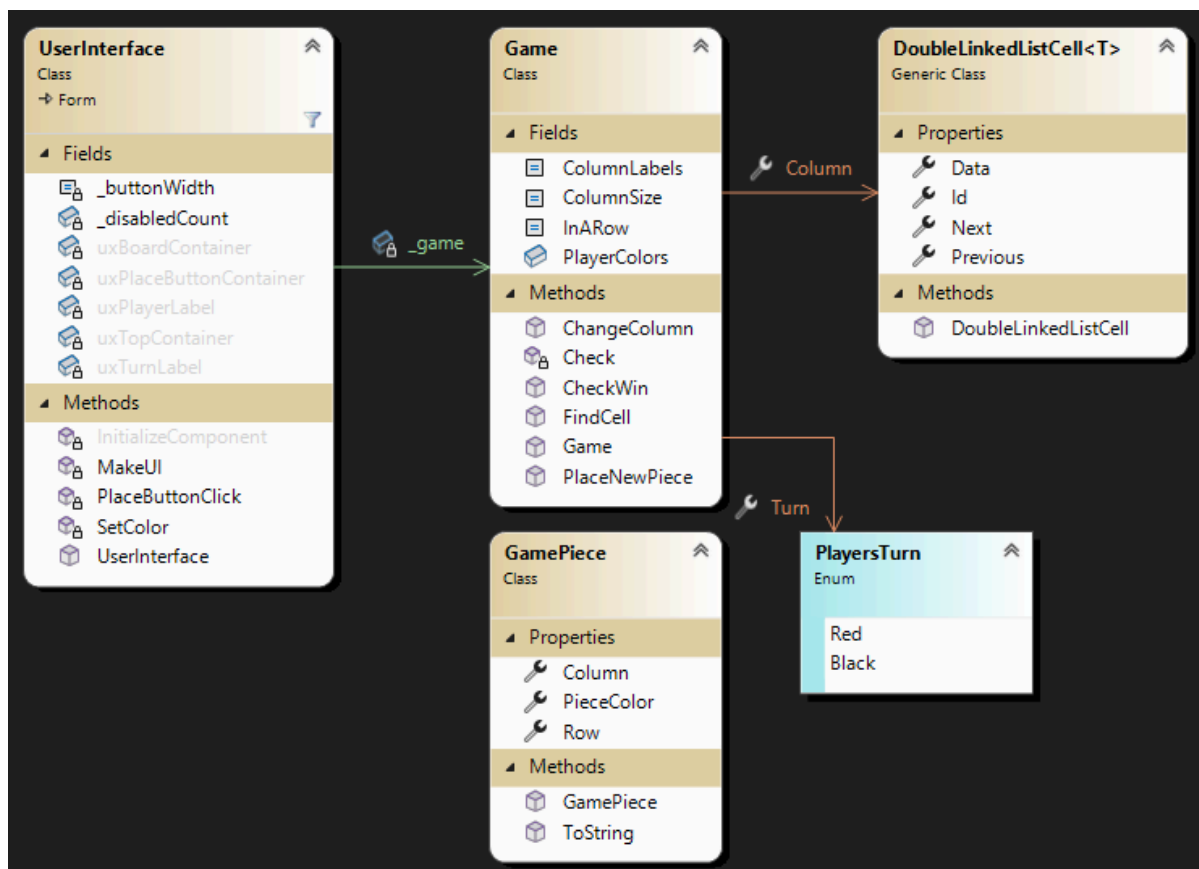 UserInterface
Class
Form
Fields
_buttonWidth
_disabledCount
uxBoardContainer
uxPlaceButtonContainer
uxPlayerLabel
uxTopContainer
uxTurnLabel
Methods
InitializeComponent
MakeUI
PlaceButtonClick
SetColor
UserInterface
_game
Game
Class
Fields
ColumnLabels
ColumnSize
InARow
PlayerColors
Methods
ChangeColumn
Check
CheckWin
FindCell
Game
PlaceNewPiece
Column
DoubleLinkedListCell<T>
Generic Class
Properties
Data
Id
Next
Previous
Methods
DoubleLinkedListCell
Turn
GamePiece
Class
Properties
Column
PieceColor
Row
Methods
GamePiece
ToString
PlayersTurn
Enum
Red
Black